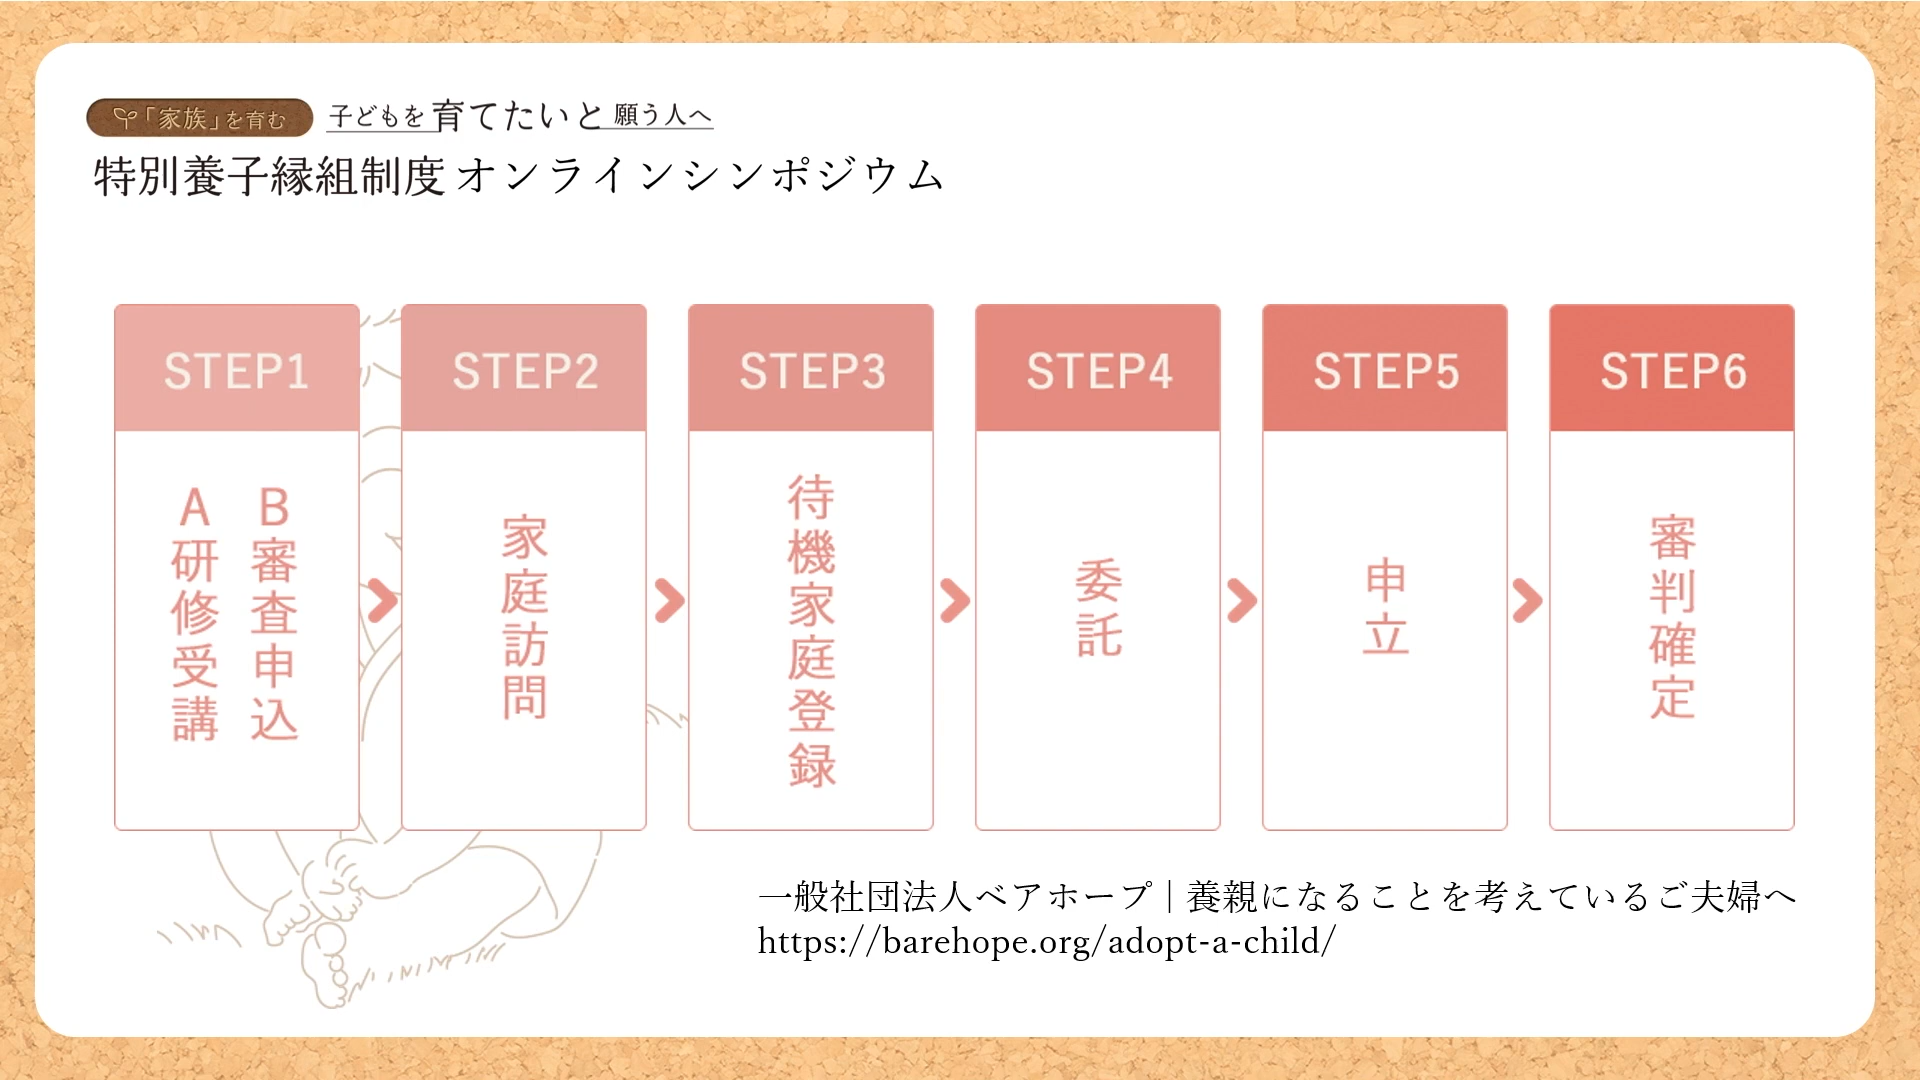 「家族」を育む 子どもを育てたいと願う人へ
特別養子縁組制度 オンラインシンポジウム
STEP1
A研修受講
B審査申込
STEP2
家庭訪問
STEP3
待機家庭登録
STEP4
委託
STEP5
申立
STEP6
審判確定
一般社団法人ベアホープ｜養親になることを考えているご夫婦へ
https://barehope.org/adopt-a-child/